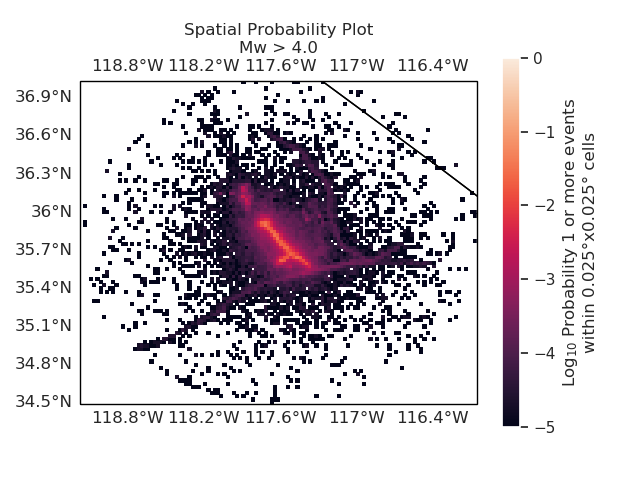 Spatial Probability Plot
Mw > 4.0
118.8°W 118.2°W 117.6°W 117°W 116.4°W
36.9°N
36.6°N
36.3°N
36°N
35.7°N
35.4°N
35.1°N
34.8°N
34.5°N
118.8°W 118.2°W 117.6°W 117°W 116.4°W
0
−1
−2
−3
−4
−5
Log₁₀ Probability 1 or more events
within 0.025°x0.025° cells